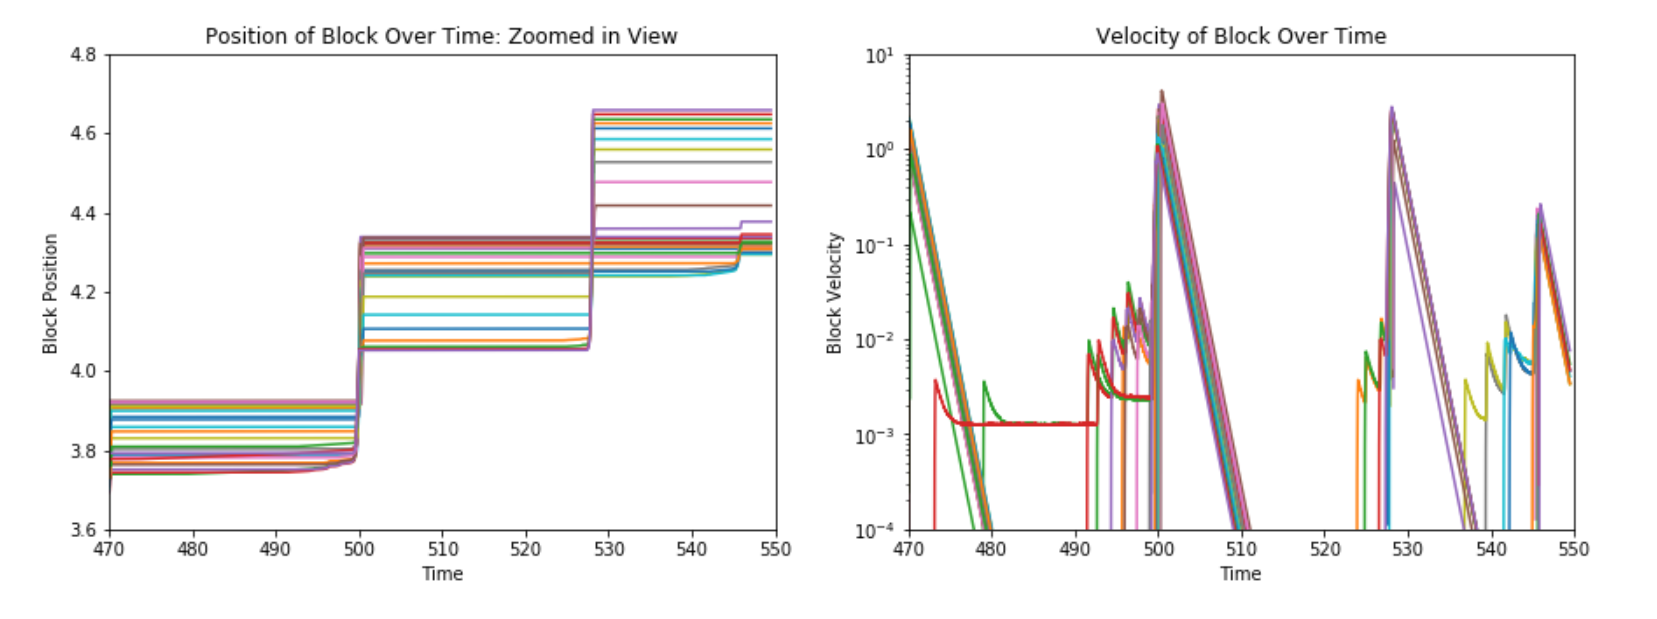 Position of Block Over Time: Zoomed in View
4.8
4.6
4.4
4.2
4.0
3.8
3.6
Block Position
470 480 490 500 510 520 530 540 550
Time
Velocity of Block Over Time
10¹
10⁰
10⁻¹
10⁻²
10⁻³
10⁻⁴
Block Velocity
470 480 490 500 510 520 530 540 550
Time